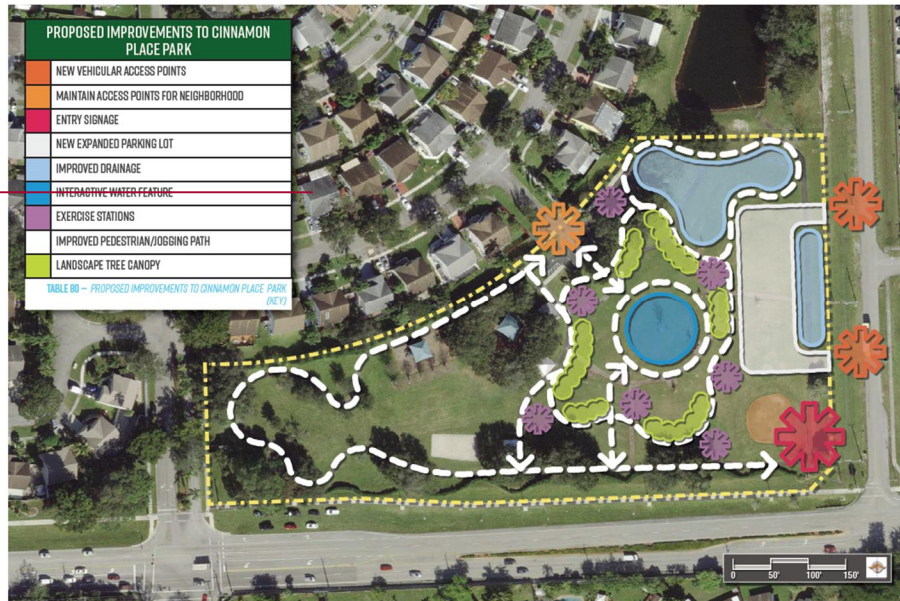 PROPOSED IMPROVEMENTS TO CINNAMON
PLACE PARK
NEW VEHICULAR ACCESS POINTS
MAINTAIN ACCESS POINTS FOR NEIGHBORHOOD
ENTRY SIGNAGE
NEW EXPANDED PARKING LOT
IMPROVED DRAINAGE
INTERACTIVE WATER FEATURE
EXERCISE STATIONS
IMPROVED PEDESTRIAN/JOGGING PATH
LANDSCAPE TREE CANOPY
TABLE 80 – PROPOSED IMPROVEMENTS TO CINNAMON PLACE PARK
(KEY)
0 50' 100' 150'